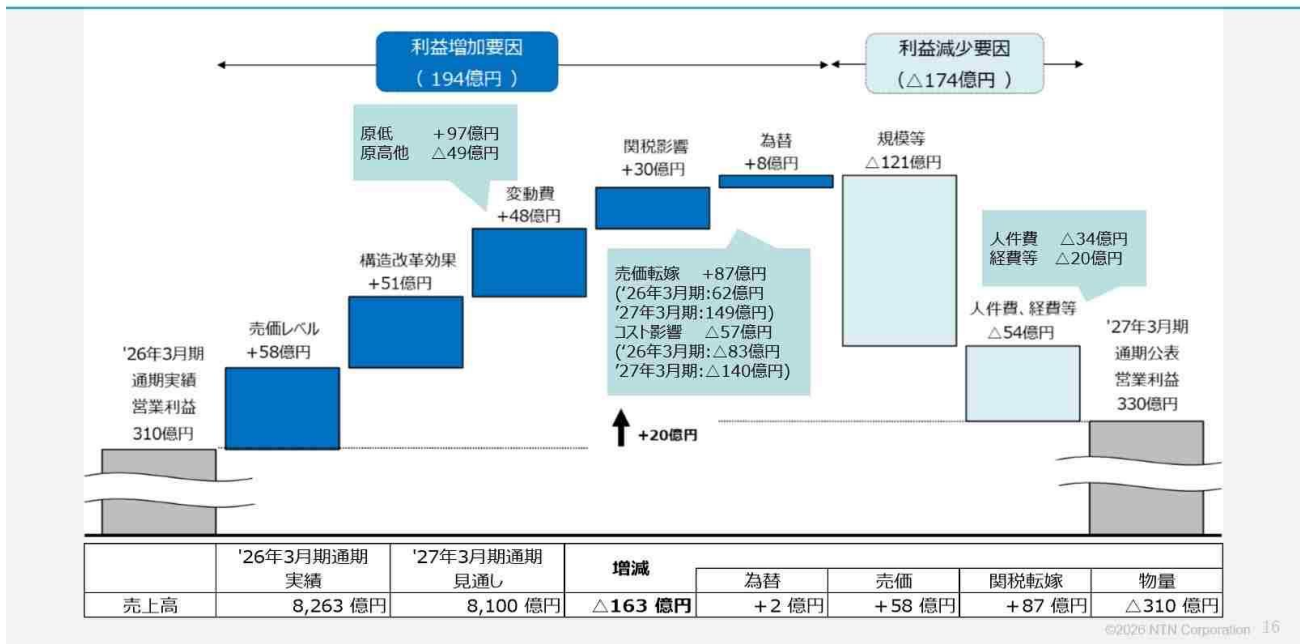 利益増加要因
( 194億円 )
利益減少要因
(△174億円 )
原低 +97億円
原高他 △49億円
変動費
+48億円
構造改革効果
+51億円
売価レベル
+58億円
'26年3月期
通期実績
営業利益
310億円
関税影響
+30億円
為替
+8億円
規模等
△121億円
売価転嫁 +87億円
('26年3月期:62億円
'27年3月期:149億円)
コスト影響 △57億円
('26年3月期:△83億円
'27年3月期:△140億円)
+20億円
人件費 △34億円
経費等 △20億円
人件費、経費等
△54億円
'27年3月期
通期公表
営業利益
330億円
'26年3月期通期
実績
'27年3月期通期
見通し
増減
為替 売価 関税転嫁 物量
売上高 8,263 億円 8,100 億円 △163 億円 +2 億円 +58 億円 +87 億円 △310 億円
©2026 NTN Corporation 16